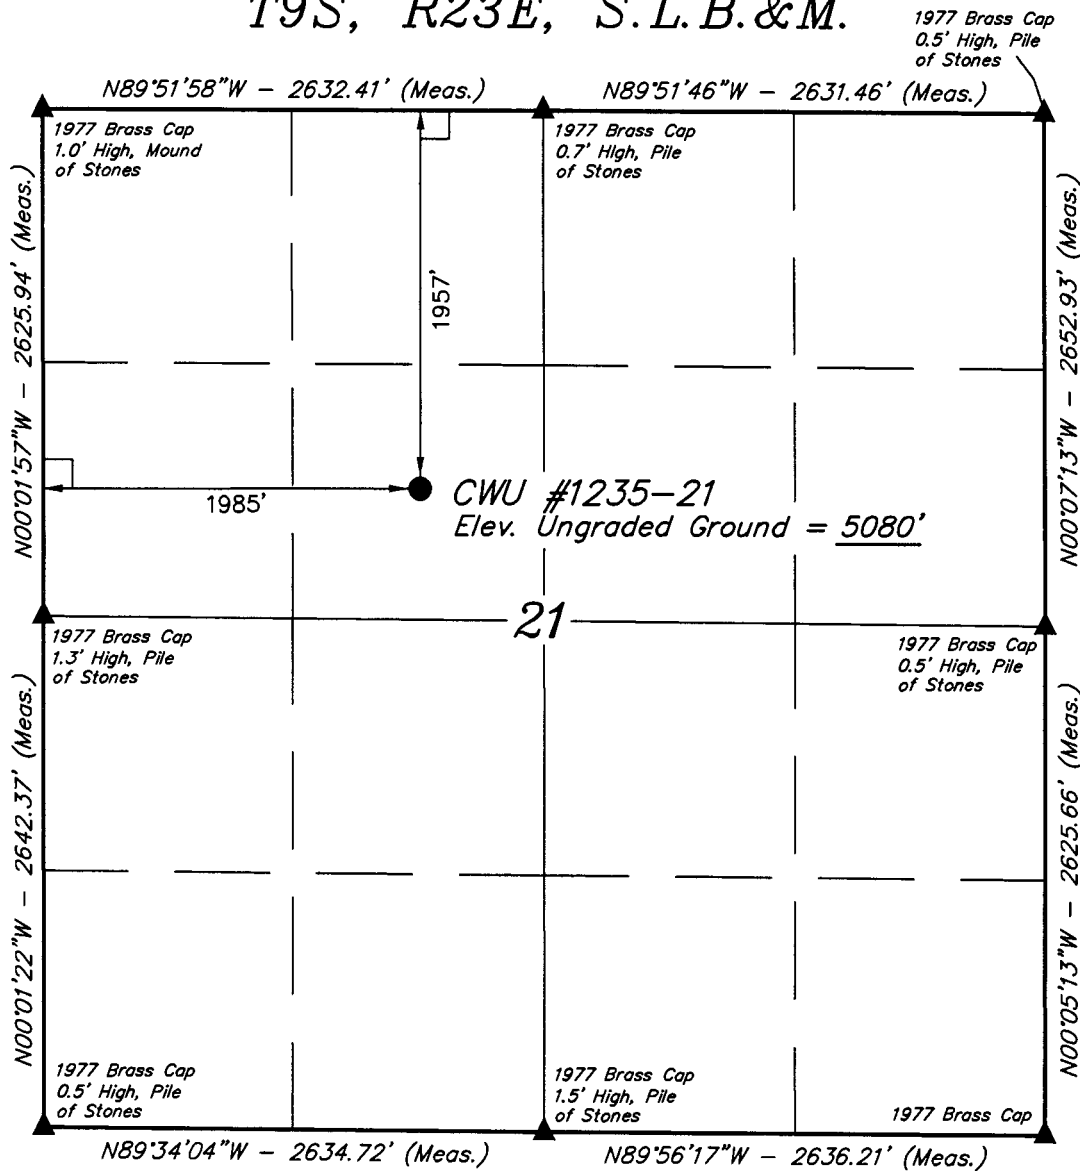 T9S, R23E, S.L.B.&M.
1977 Brass Cap
0.5' High, Pile
of Stones
N89°51'58"W - 2632.41' (Meas.)
N89°51'46"W - 2631.46' (Meas.)
1977 Brass Cap
1.0' High, Mound
of Stones
1977 Brass Cap
0.7' High, Pile
of Stones
N00°01'57"W - 2625.94' (Meas.)
1957'
N00°07'13"W - 2652.93' (Meas.)
1985'
CWU #1235-21
Elev. Ungraded Ground = 5080'
21
1977 Brass Cap
1.3' High, Pile
of Stones
1977 Brass Cap
0.5' High, Pile
of Stones
N00°01'22"W - 2642.37' (Meas.)
N00°05'13"W - 2625.66' (Meas.)
1977 Brass Cap
0.5' High, Pile
of Stones
1977 Brass Cap
1.5' High, Pile
of Stones
1977 Brass Cap
N89°34'04"W - 2634.72' (Meas.)
N89°56'17"W - 2636.21' (Meas.)